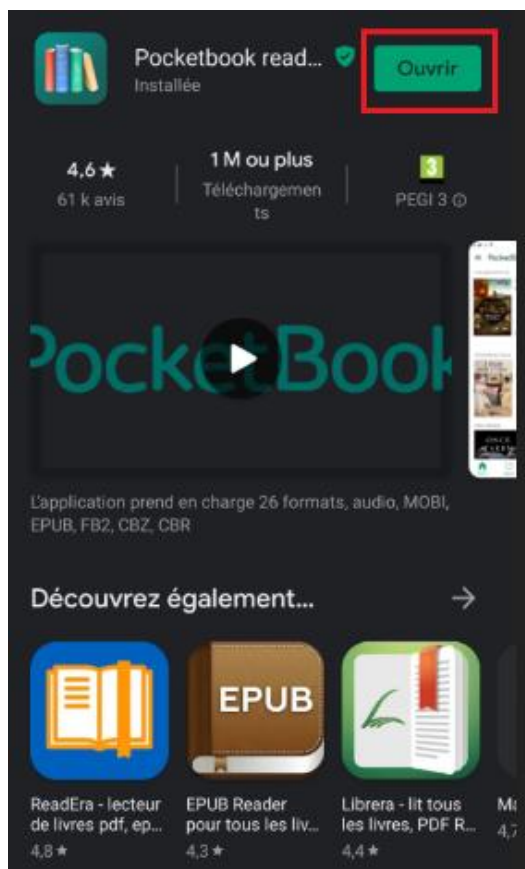 Pocketbook read...
Ouvrir
Installée
4,6 ★
61 k avis
1 M ou plus
Téléchargemen
ts
3
PEGI 3
PocketBook
L'application prend en charge 26 formats, audio, MOBI,
EPUB, FB2, CBZ, CBR
Découvrez également...
EPUB
ReadEra - lecteur
de livres pdf, ep...
4,8 ★
EPUB Reader
pour tous les liv...
4,3 ★
Librera - lit tous
les livres, PDF R...
4,4 ★
4,7